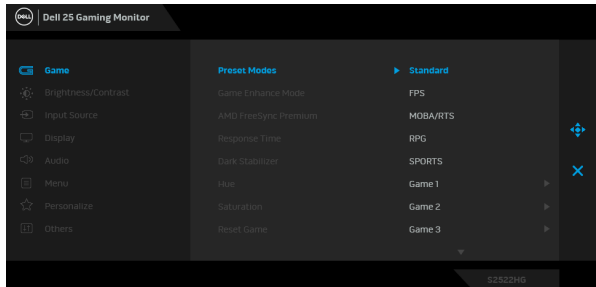 DELL
Dell 25 Gaming Monitor
Game
Brightness/Contrast
Input Source
Display
Audio
Menu
Personalize
Others
Preset Modes
Game Enhance Mode
AMD FreeSync Premium
Response Time
Dark Stabilizer
Hue
Saturation
Reset Game
Standard
FPS
MOBA/RTS
RPG
SPORTS
Game 1
Game 2
Game 3
S2522HG